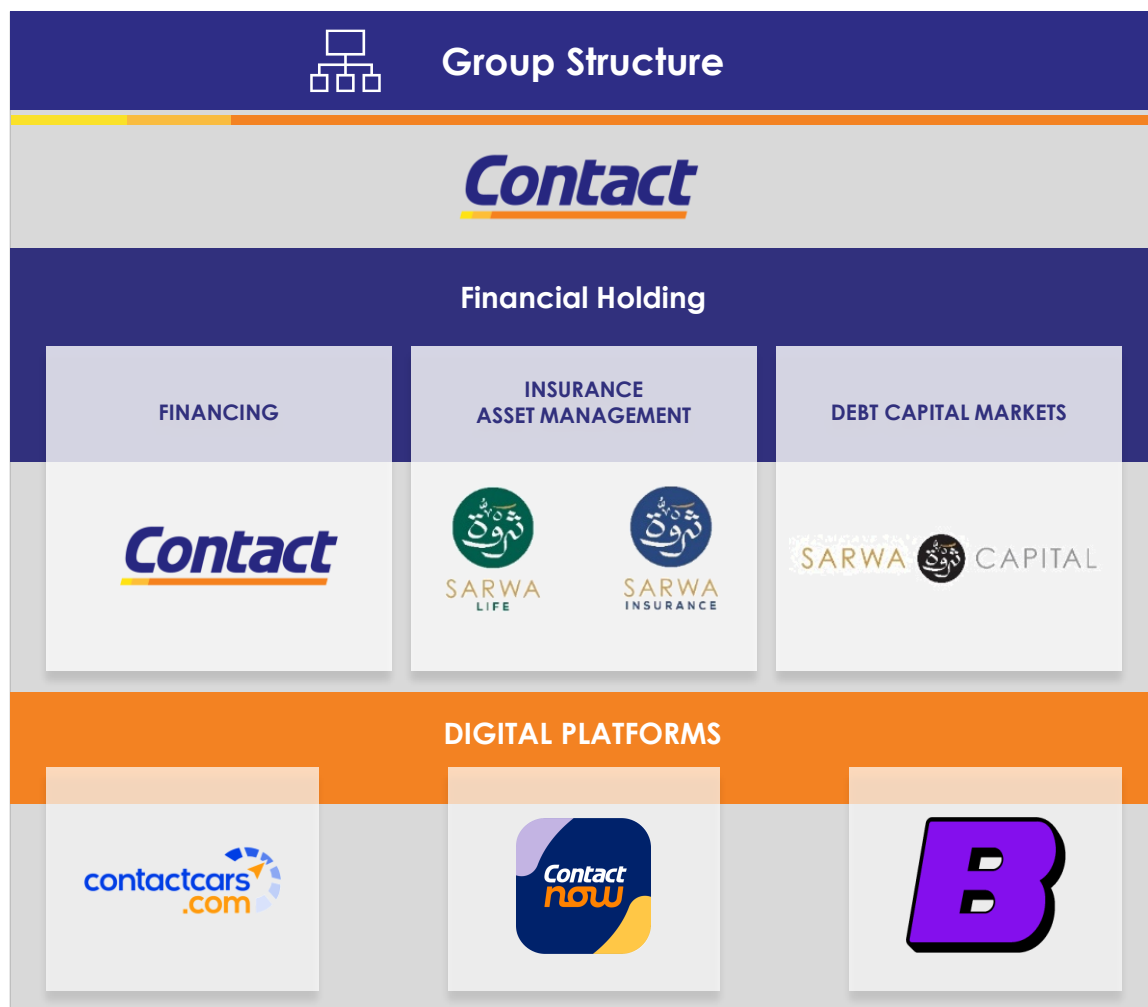 Group Structure
Contact
Financial Holding
FINANCING
INSURANCE
ASSET MANAGEMENT
DEBT CAPITAL MARKETS
Contact
ثروة
SARWA
LIFE
ثروة
SARWA
INSURANCE
SARWA ثروة CAPITAL
DIGITAL PLATFORMS
contactcars
.com
Contact
now
B